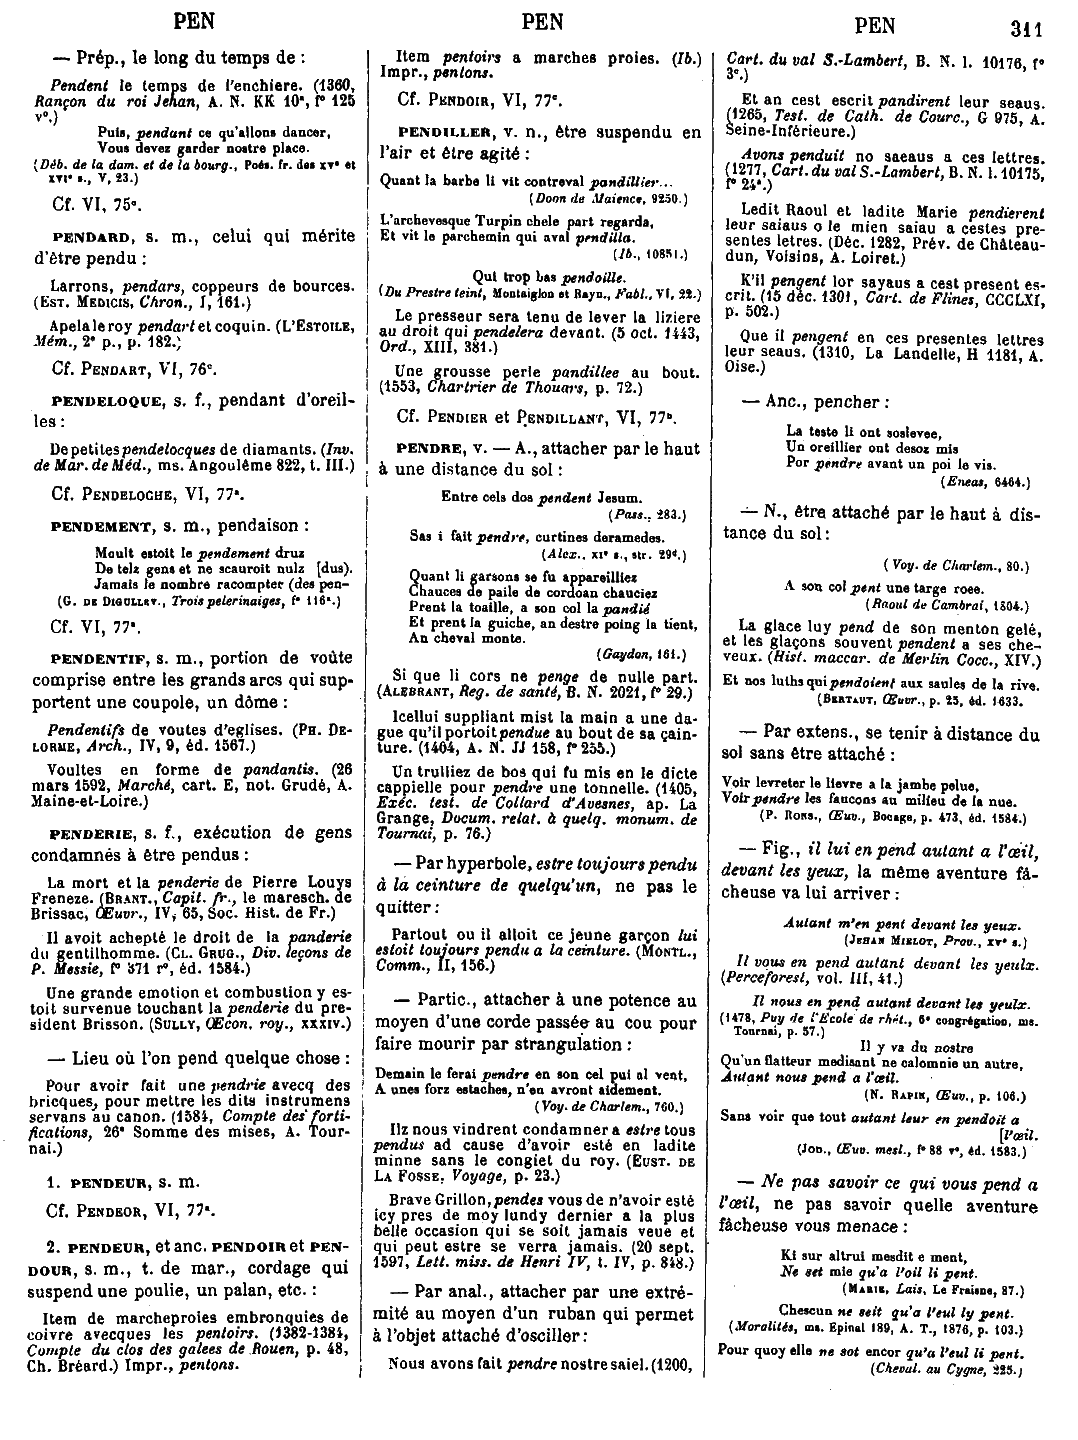 PEN
PEN
PEN
311
— Prép., le long du temps de :
Pendent le temps de l'enchiere. (1360,
Rançon du roi Jehan, A. N. KK 10ª, f° 125
v°.)
Puis, pendant ce qu'allons dancer,
Vous devez garder nostre place.
(Déb. de la dam. et de la bourg., Poés. fr. des XVe et
XVIe s., V, 23.)
Cf. VI, 75c.
PENDARD, s. m., celui qui mérite
d'être pendu :
Larrons, pendars, coppeurs de bources.
(EST. MEDICIS, Chron., I, 161.)
Apela le roy pendart et coquin. (L'ESTOILE,
Mém., 2e p., p. 182.)
Cf. PENDART, VI, 76c.
PENDELOQUE, s. f., pendant d'oreil-
les :
De petites pendelocques de diamants. (Inv.
de Mar. de Méd., ms. Angoulême 822, t. III.)
Cf. PENDELOCHE, VI, 77a.
PENDEMENT, s. m., pendaison :
Moult estoit le pendement druz
De telz gens et ne scauroit nulz [dus).
Jamais le nombre racompter (des pen-
(G. DE DIGULLEV., Trois pelerinaiges, f° 116c.)
Cf. VI, 77a.
PENDENTIF, s. m., portion de voûte
comprise entre les grands arcs qui sup-
portent une coupole, un dôme :
Pendentifs de voutes d'eglises. (PH. DE-
LORME, Arch., IV, 9, éd. 1567.)
Voultes en forme de pandantis. (26
mars 1592, Marché, cart. E, not. Grudé, A.
Maine-et-Loire.)
PENDERIE, s. f., exécution de gens
condamnés à être pendus :
La mort et la penderie de Pierre Louys
Freneze. (BRANT., Capit. fr., le maresch. de
Brissac, Œuvr., IV, 65, Soc. Hist. de Fr.)
Il avoit achepté le droit de la panderie
du gentilhomme. (CL. GRUG., Div. leçons de
P. Messie, f° 371 r°, éd. 1584.)
Une grande emotion et combustion y es-
toit survenue touchant la penderie du pre-
sident Brisson. (SULLY, Œcon. roy., XXXIV.)
— Lieu où l'on pend quelque chose :
Pour avoir fait une pendrie avecq des
bricques, pour mettre les dits instrumens
servans au canon. (1584, Compte des forti-
fications, 26e Somme des mises, A. Tour-
nai.)
1. PENDEUR, s. m.
Cf. PENDEOR, VI, 77a.
2. PENDEUR, et anc. PENDOIR et PEN-
DOUR, s. m., t. de mar., cordage qui
suspend une poulie, un palan, etc. :
Item de marcheproies embronquies de
coivre avecques les pentoirs. (1382-1384,
Compte du clos des galees de Rouen, p. 48,
Ch. Bréard.) Impr., pentons.
Item pentoirs a marches proies. (Ib.)
Impr., pentons.
Cf. PENDOIR, VI, 77c.
PENDILLER, v. n., être suspendu en
l'air et être agité :
Quant la barbe li vit contreval pandillier...
(Doon de Maience, 9250.)
L'archevesque Turpin chele part regarda,
Et vit le parchemin qui aval pendilla.
(Ib., 10851.)
Qui trop bas pendoille.
(Du Prestre teint, Montaiglon et Rayn., Fabl., VI, 22.)
Le presseur sera tenu de lever la liziere
au droit qui pendelera devant. (5 oct. 1443,
Ord., XIII, 381.)
Une grousse perle pandillee au bout.
(1553, Chartrier de Thouars, p. 72.)
Cf. PENDIER et PENDILLANT, VI, 77b.
PENDRE, v. — A., attacher par le haut
à une distance du sol :
Entre cels dos pendent Jesum.
(Pass., 283.)
Sas i fait pendre, curtines deramedes.
(Alex., XIe s., str. 29d.)
Quant li garsons se fu appareilliez
Chauces de paile de cordoan chauciez
Prent la toaille, a son col la pandié
Et prent la guiche, an destre poing la tient,
An cheval monte.
(Gaydon, 161.)
Si que li cors ne penge de nulle part.
(ALEBRANT, Reg. de santé, B. N. 2021, f° 29.)
Icellui suppliant mist la main a une da-
gue qu'il portoit pendue au bout de sa çain-
ture. (1404, A. N. JJ 158, f° 255.)
Un trulliez de bos qui fu mis en le dicte
cappielle pour pendre une tonnelle. (1405,
Exéc. test. de Collard d'Avesnes, ap. La
Grange, Docum. relat. à quelq. monum. de
Tournai, p. 76.)
— Par hyperbole, estre toujours pendu
à la ceinture de quelqu'un, ne pas le
quitter :
Partout ou il alloit ce jeune garçon lui
estoit toujours pendu a la ceinture. (MONTL.,
Comm., II, 156.)
— Partic., attacher à une potence au
moyen d'une corde passée au cou pour
faire mourir par strangulation :
Demain le ferai pendre en son cel pui al vent,
A unes forz estaches, n'en avront aidement.
(Voy. de Charlem., 760.)
Ilz nous vindrent condamner a estre tous
pendus ad cause d'avoir esté en ladite
minne sans le congiet du roy. (EUST. DE
LA FOSSE, Voyage, p. 23.)
Brave Grillon, pendes vous de n'avoir esté
icy pres de moy lundy dernier a la plus
belle occasion qui se soit jamais veue et
qui peut estre se verra jamais. (20 sept.
1597, Lett. miss. de Henri IV, t. IV, p. 848.)
— Par anal., attacher par une extré-
mité au moyen d'un ruban qui permet
à l'objet attaché d'osciller :
Nous avons fait pendre nostre saiel. (1200,
Cart. du val S.-Lambert, B. N. l. 10176, f°
3c.)
Et an cest escrit pandirent leur seaus.
(1265, Test. de Cath. de Courc., G 975, A.
Seine-Inférieure.)
Avons penduit no saeaus a ces lettres.
(1277, Cart. du val S.-Lambert, B. N. l. 10175,
f° 24c.)
Ledit Raoul et ladite Marie pendierent
leur saiaus o le mien saiau a cestes pre-
sentes letres. (Déc. 1282, Prév. de Château-
dun, Voisins, A. Loiret.)
K'il pengent lor sayaus a cest present es-
crit. (15 déc. 1301, Cart. de Flines, CCCLXI,
p. 502.)
Que il pengent en ces presentes lettres
leur seaus. (1310, La Landelle, H 1181, A.
Oise.)
— Anc., pencher :
La teste li ont soslevee,
Un oreillier ont desoz mis
Por pendre avant un poi le vis.
(Eneas, 6464.)
— N., être attaché par le haut à dis-
tance du sol :
(Voy. de Charlem., 80.)
A son col pent une targe roee.
(Raoul de Cambrai, 1504.)
La glace luy pend de son menton gelé,
et les glaçons souvent pendent a ses che-
veux. (Hist. maccar. de Merlin Cocc., XIV.)
Et nos luths qui pendoient aux saules de la rive.
(BERTAUT, Œuvr., p. 25, éd. 1633.
— Par extens., se tenir à distance du
sol sans être attaché :
Voir levreter le lievre a la jambe pelue,
Voir pendre les faucons au milieu de la nue.
(P. RONS., Œuv., Bocage, p. 473, éd. 1584.)
— Fig., il lui en pend autant a l'œil,
devant les yeux, la même aventure fâ-
cheuse va lui arriver :
Autant m'en pent devant les yeux.
(JEHAN MIELOT, Prov., XVe s.)
Il vous en pend autant devant les yeulx.
(Perceforest, vol. III, 41.)
Il nous en pend autant devant les yeulx.
(1478, Puy de l'Ecole de rhét., 6e congrégation, ms.
Tournai, p. 57.)
Il y va du nostre
Qu'un flatteur medisant ne calomnie un autre,
Autant nous pend a l'œil.
(N. RAPIN, Œuv., p. 106.)
Sans voir que tout autant leur en pendoit a
[l'œil.
(JOD., Œuv. mesl., f° 88 v°, éd. 1583.)
— Ne pas savoir ce qui vous pend a
l'œil, ne pas savoir quelle aventure
fâcheuse vous menace :
Ki sur altrui mesdit e ment,
Ne set mie qu'a l'oil li pent.
(MARIE, Lais, Le Fraisne, 87.)
Chescun ne seit qu'a l'eul ly pent.
(Moralités, ms. Epinal 189, A. T., 1876, p. 103.)
Pour quoy elle ne sot encor qu'a l'eul li pent.
(Cheval. au Cygne, 225.)